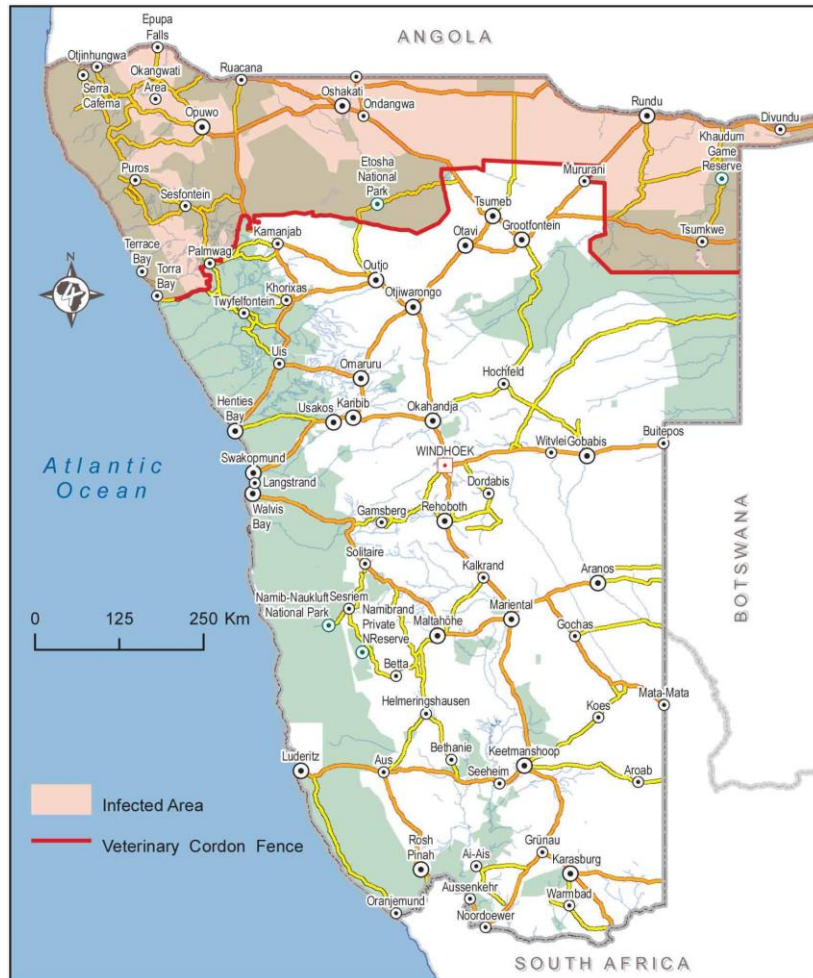 Epupa
Falls
ANGOLA
Otjinhungwa
Okangwati
Area
Ruacana
Serra
Cafema
Opuwo
Oshakati
Ondangwa
Rundu
Divundu
Khaudum
Game
Reserve
Etosha
National
Park
Mururani
Puros
Sesfontein
Tsumeb
Grootfontein
Otavi
Tsumkwe
Kamanjab
Terrace
Bay
Palmwag
Torra
Bay
N
Outjo
Khorixas
Otjiwarongo
Twyfelfontein
Uis
Omaruru
Hochfeld
Henties
Bay
Usakos
Karibib
Okahandja
Witvlei
Gobabis
Buitepos
WINDHOEK
Swakopmund
Langstrand
Walvis
Bay
Atlantic
Ocean
Dordabis
Gamsberg
Rehoboth
Solitaire
Kalkrand
Aranos
BOTSWANA
0 125 250 Km
Namib-Naukluft
National Park
Sesriem
Namibrand
Private
NReserve
Maltahöhe
Mariental
Gochas
Betta
Mata-Mata
Helmeringshausen
Koes
Bethanie
Keetmanshoop
Luderitz
Aus
Seeheim
Aroab
Infected Area
Veterinary Cordon Fence
Rosh
Pinah
Ai-Ais
Grünau
Karasburg
Aussenkehr
Warmbad
Oranjemund
Noordoewer
SOUTH AFRICA